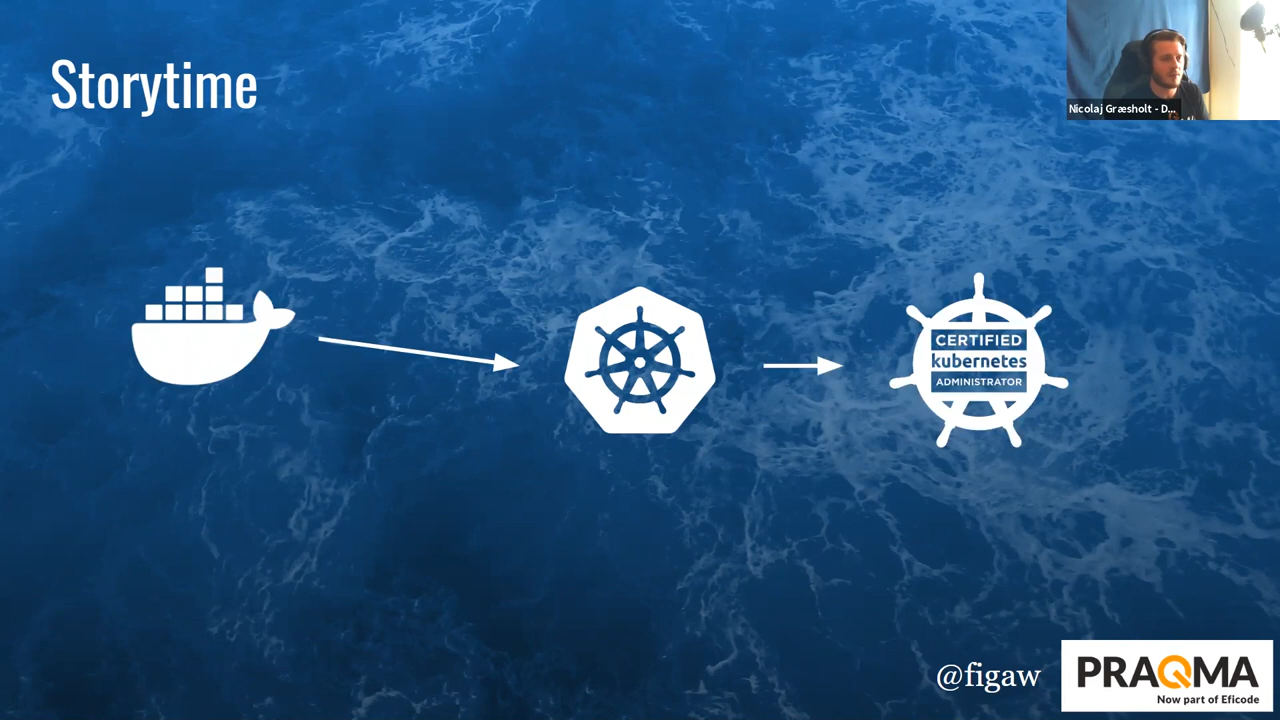 Storytime
Nicolaj Græsholt - D...
CERTIFIED
kubernetes
ADMINISTRATOR
@figaw
PRAQMA
Now part of Eficode